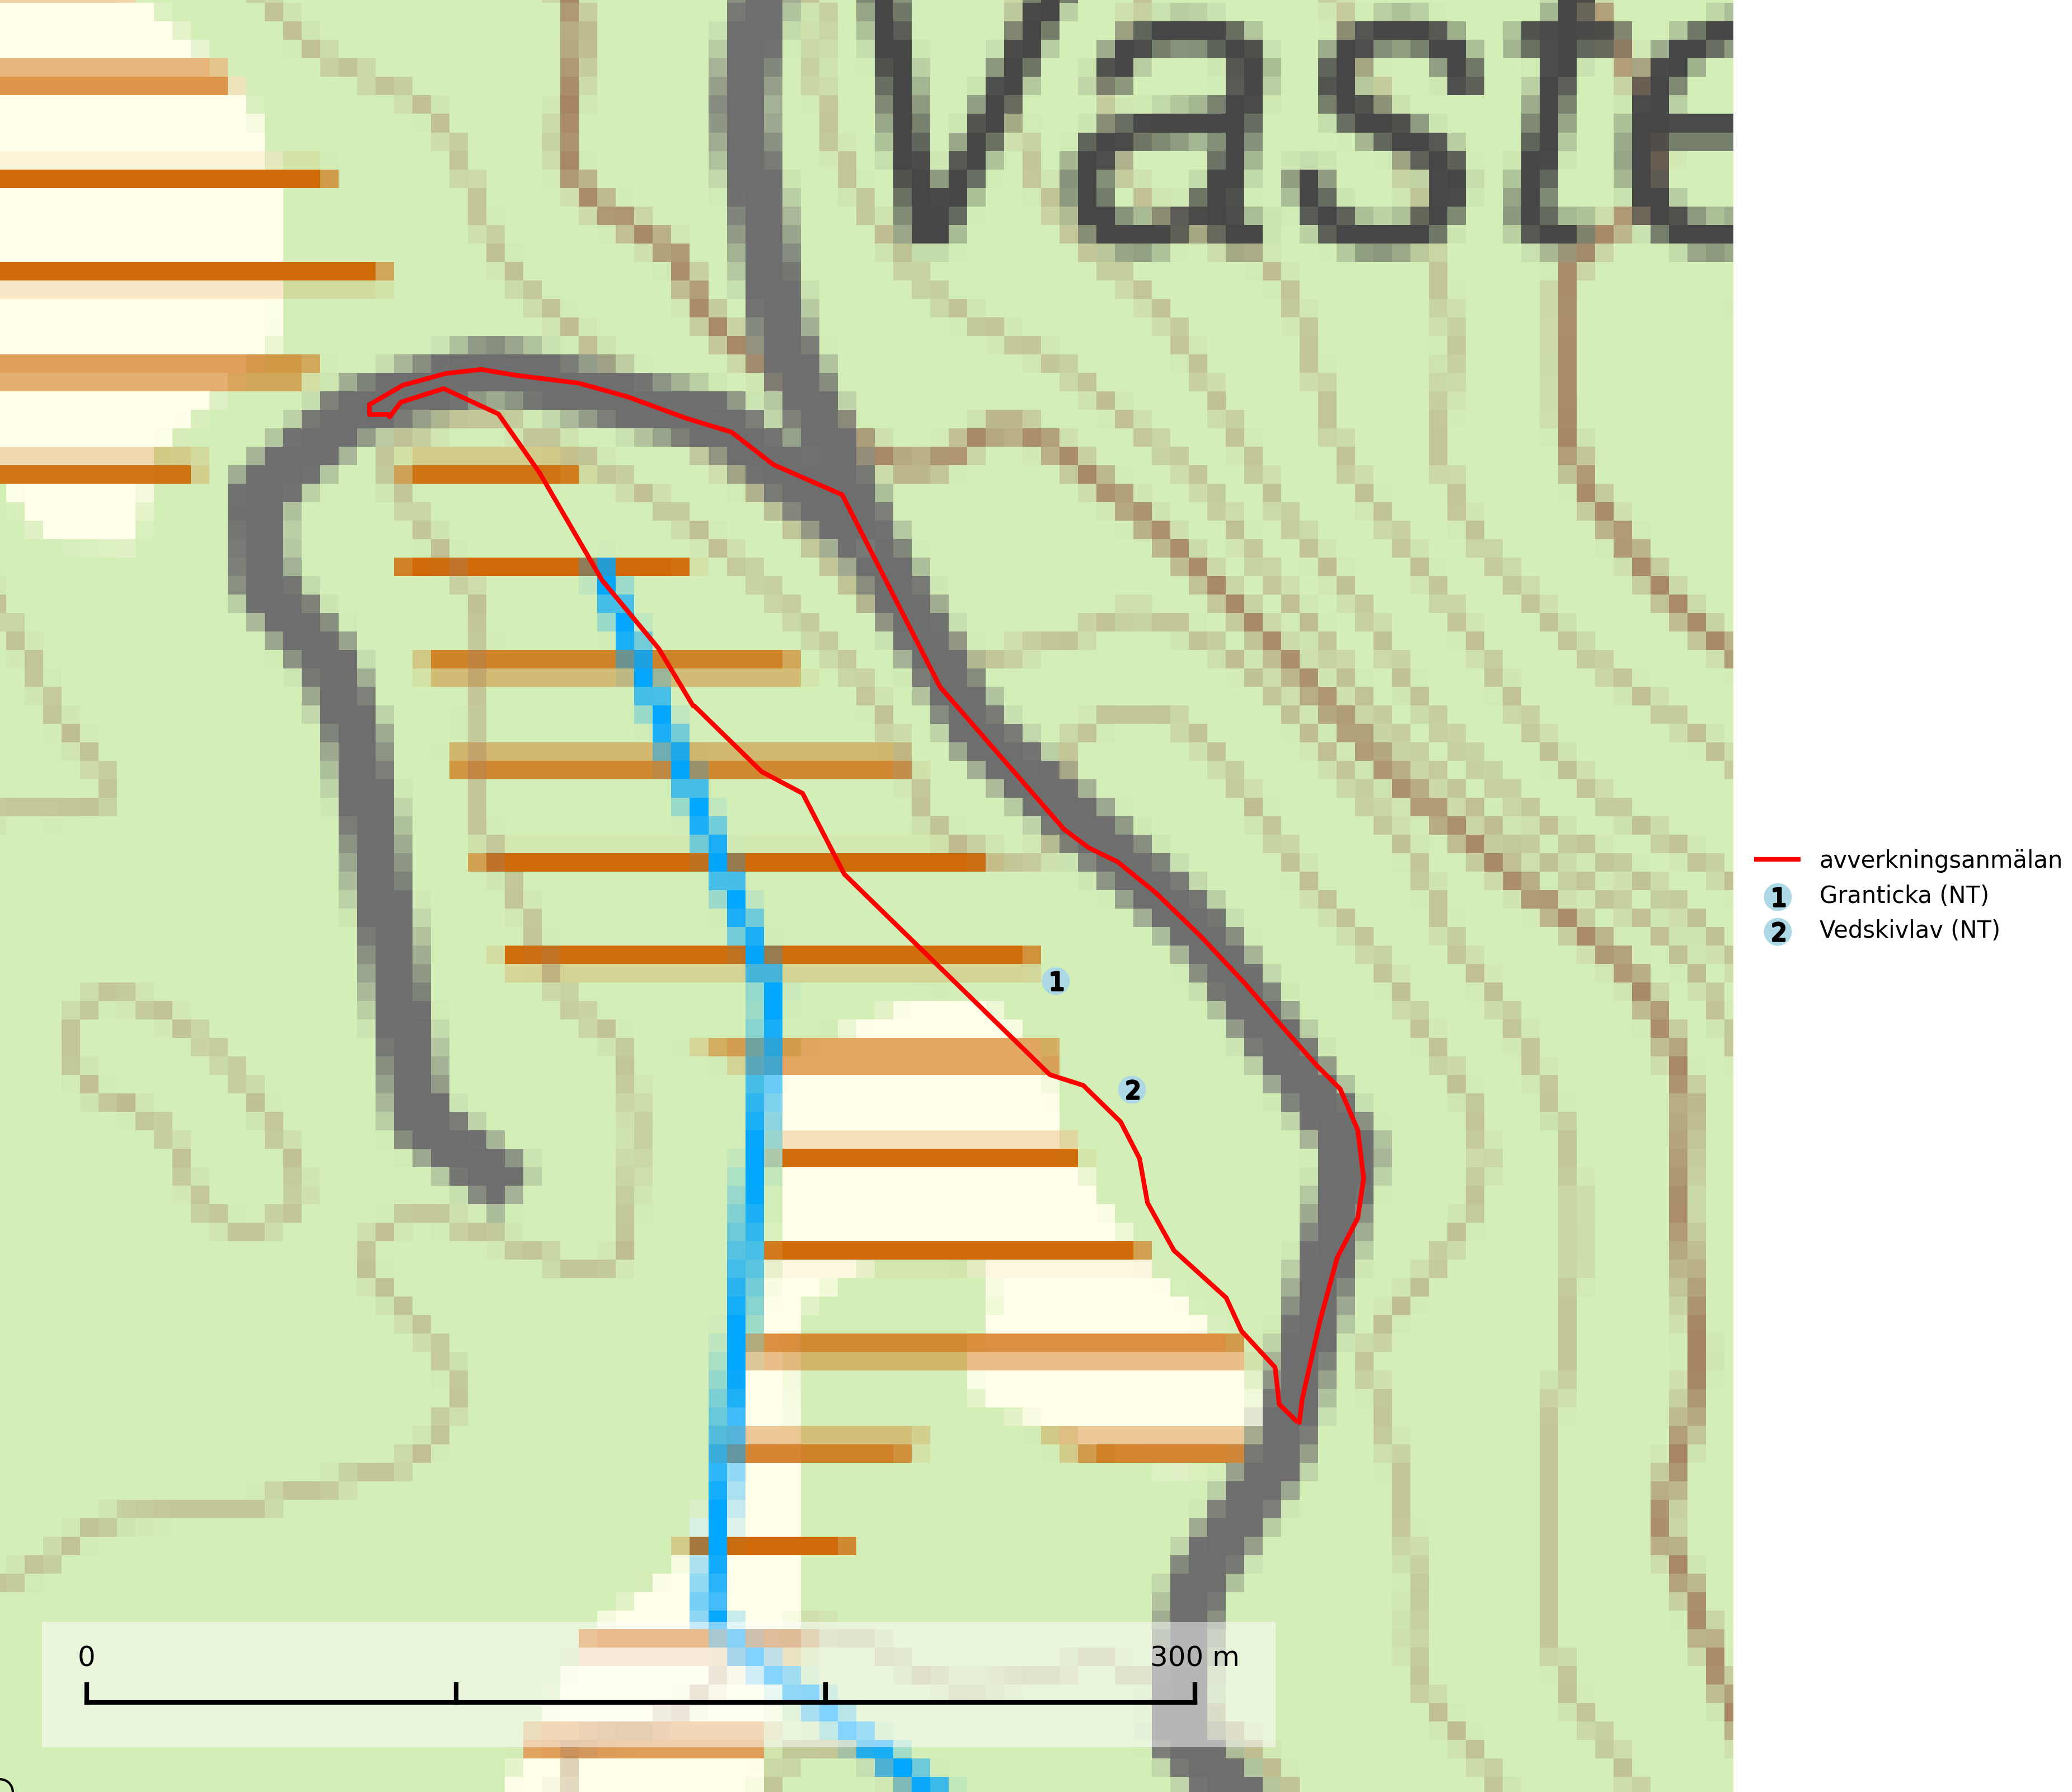 Väste
avverkningsanmälan
1 Granticka (NT)
2 Vedskivlav (NT)
1
2
0 300 m